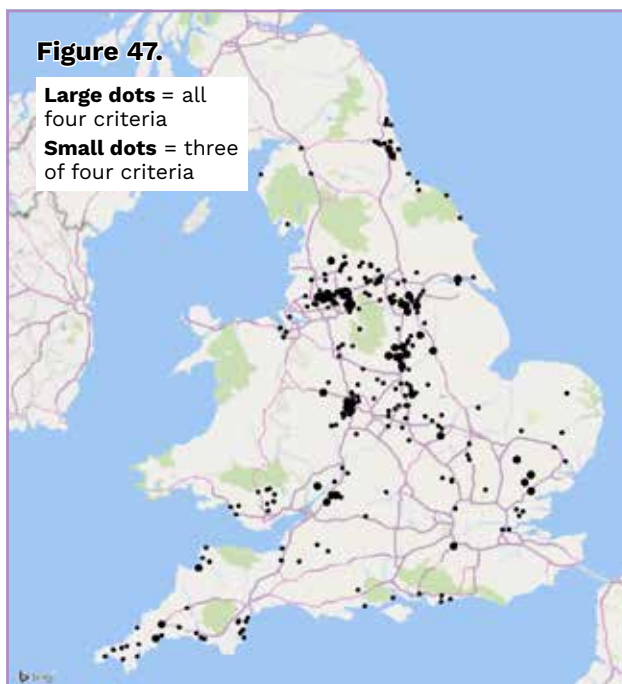 Figure 47.
Large dots = all
four criteria
Small dots = three
of four criteria